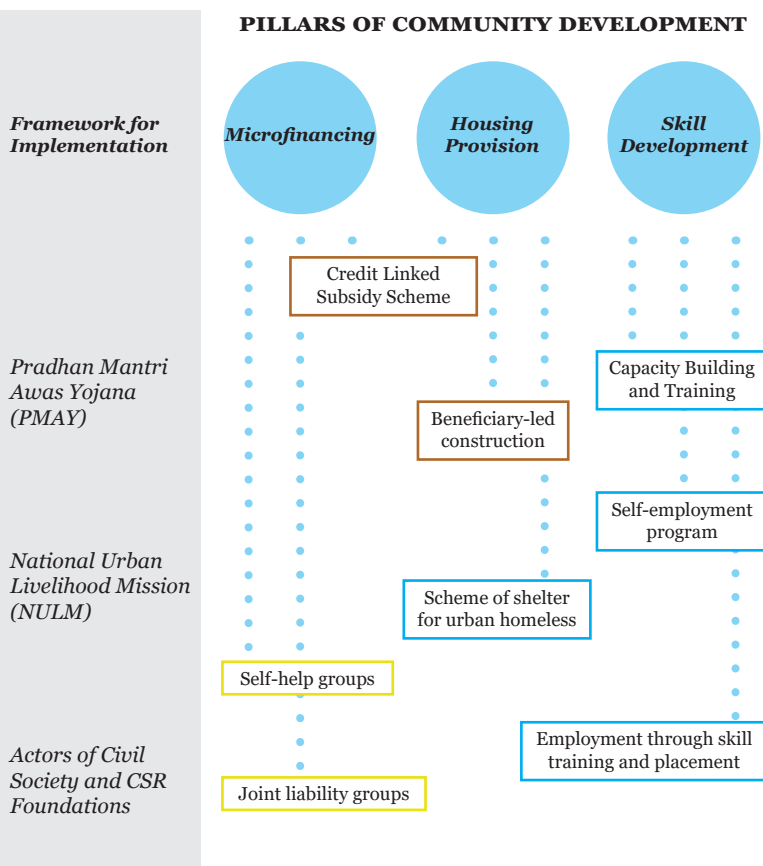 PILLARS OF COMMUNITY DEVELOPMENT
Framework for
Implementation
Microfinancing
Housing
Provision
Skill
Development
Credit Linked
Subsidy Scheme
Pradhan Mantri
Awas Yojana
(PMAY)
Capacity Building
and Training
Beneficiary-led
construction
Self-employment
program
National Urban
Livelihood Mission
(NULM)
Scheme of shelter
for urban homeless
Self-help groups
Employment through skill
training and placement
Actors of Civil
Society and CSR
Foundations
Joint liability groups